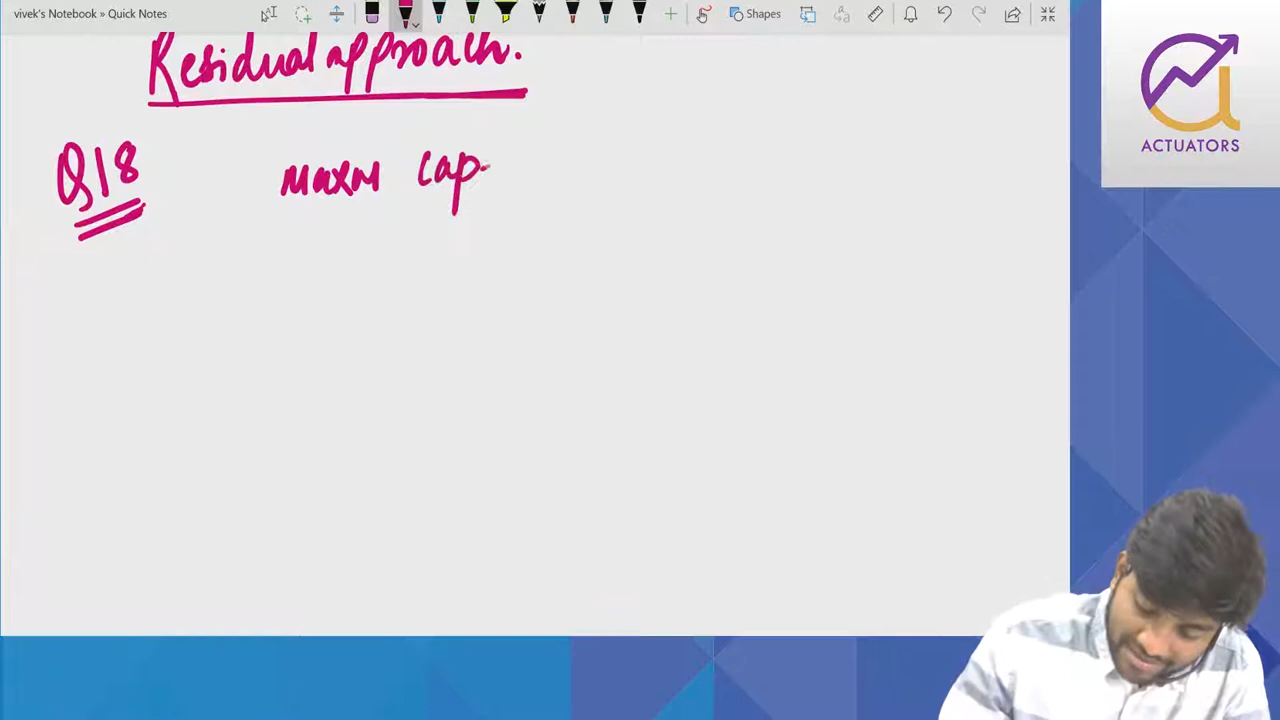 vivek's Notebook » Quick Notes
Shapes
Residual approach.
Q18 maxm cap.
ACTUATORS